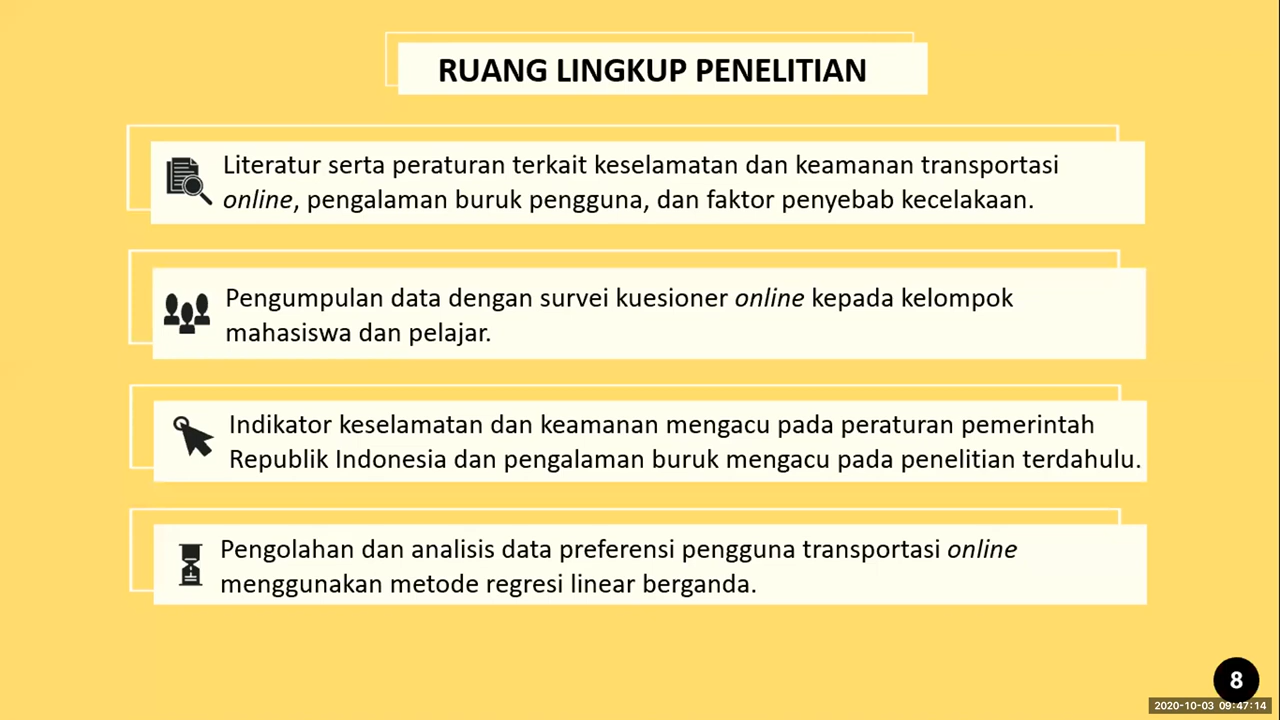 RUANG LINGKUP PENELITIAN
Literatur serta peraturan terkait keselamatan dan keamanan transportasi
online, pengalaman buruk pengguna, dan faktor penyebab kecelakaan.
Pengumpulan data dengan survei kuesioner online kepada kelompok
mahasiswa dan pelajar.
Indikator keselamatan dan keamanan mengacu pada peraturan pemerintah
Republik Indonesia dan pengalaman buruk mengacu pada penelitian terdahulu.
Pengolahan dan analisis data preferensi pengguna transportasi online
menggunakan metode regresi linear berganda.
8
2020-10-03 09:47:14